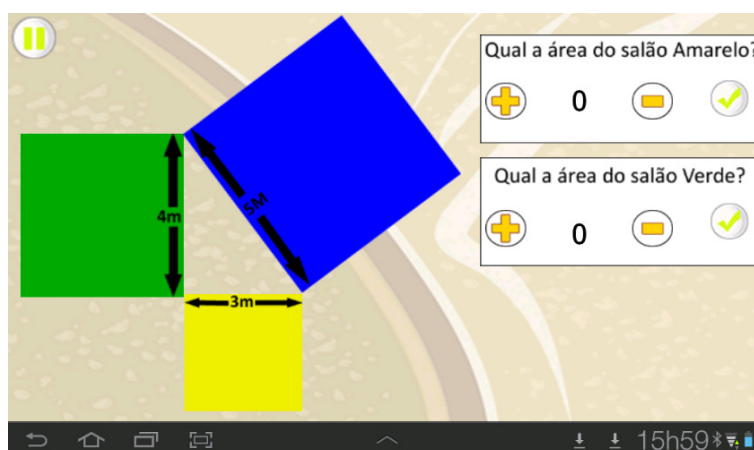 Qual a área do salão Amarelo?
0
Qual a área do salão Verde?
0
4m
5M
3m
15h59